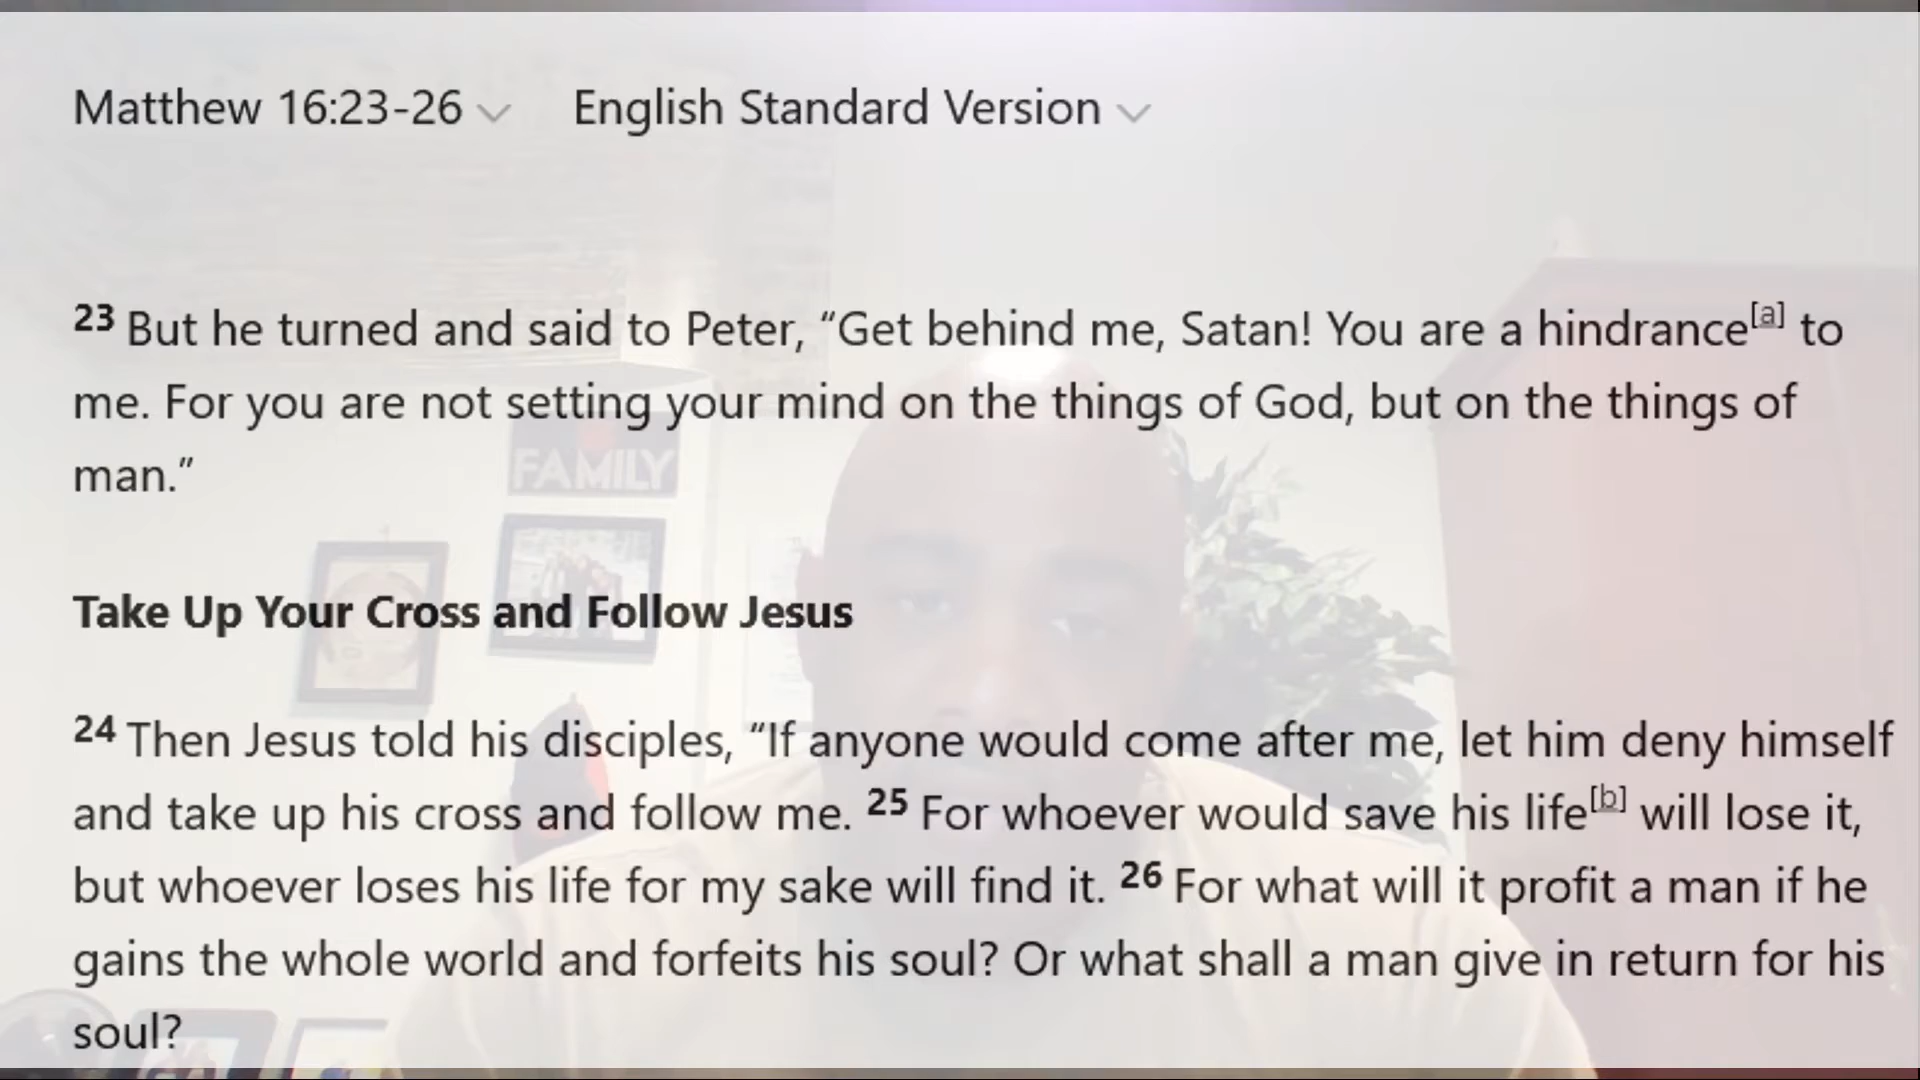 Matthew 16:23-26 English Standard Version
23 But he turned and said to Peter, “Get behind me, Satan! You are a hindrance[a] to
me. For you are not setting your mind on the things of God, but on the things of
man.”
FAMILY
Take Up Your Cross and Follow Jesus
24 Then Jesus told his disciples, “If anyone would come after me, let him deny himself
and take up his cross and follow me. 25 For whoever would save his life[b] will lose it,
but whoever loses his life for my sake will find it. 26 For what will it profit a man if he
gains the whole world and forfeits his soul? Or what shall a man give in return for his
soul?